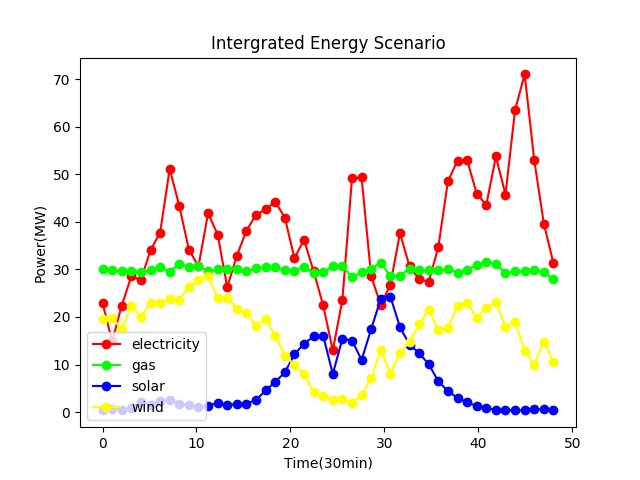 Intergrated Energy Scenario
Power(MW)
70
60
50
40
30
20
10
0
electricity
gas
solar
wind
0 10 20 30 40 50
Time(30min)